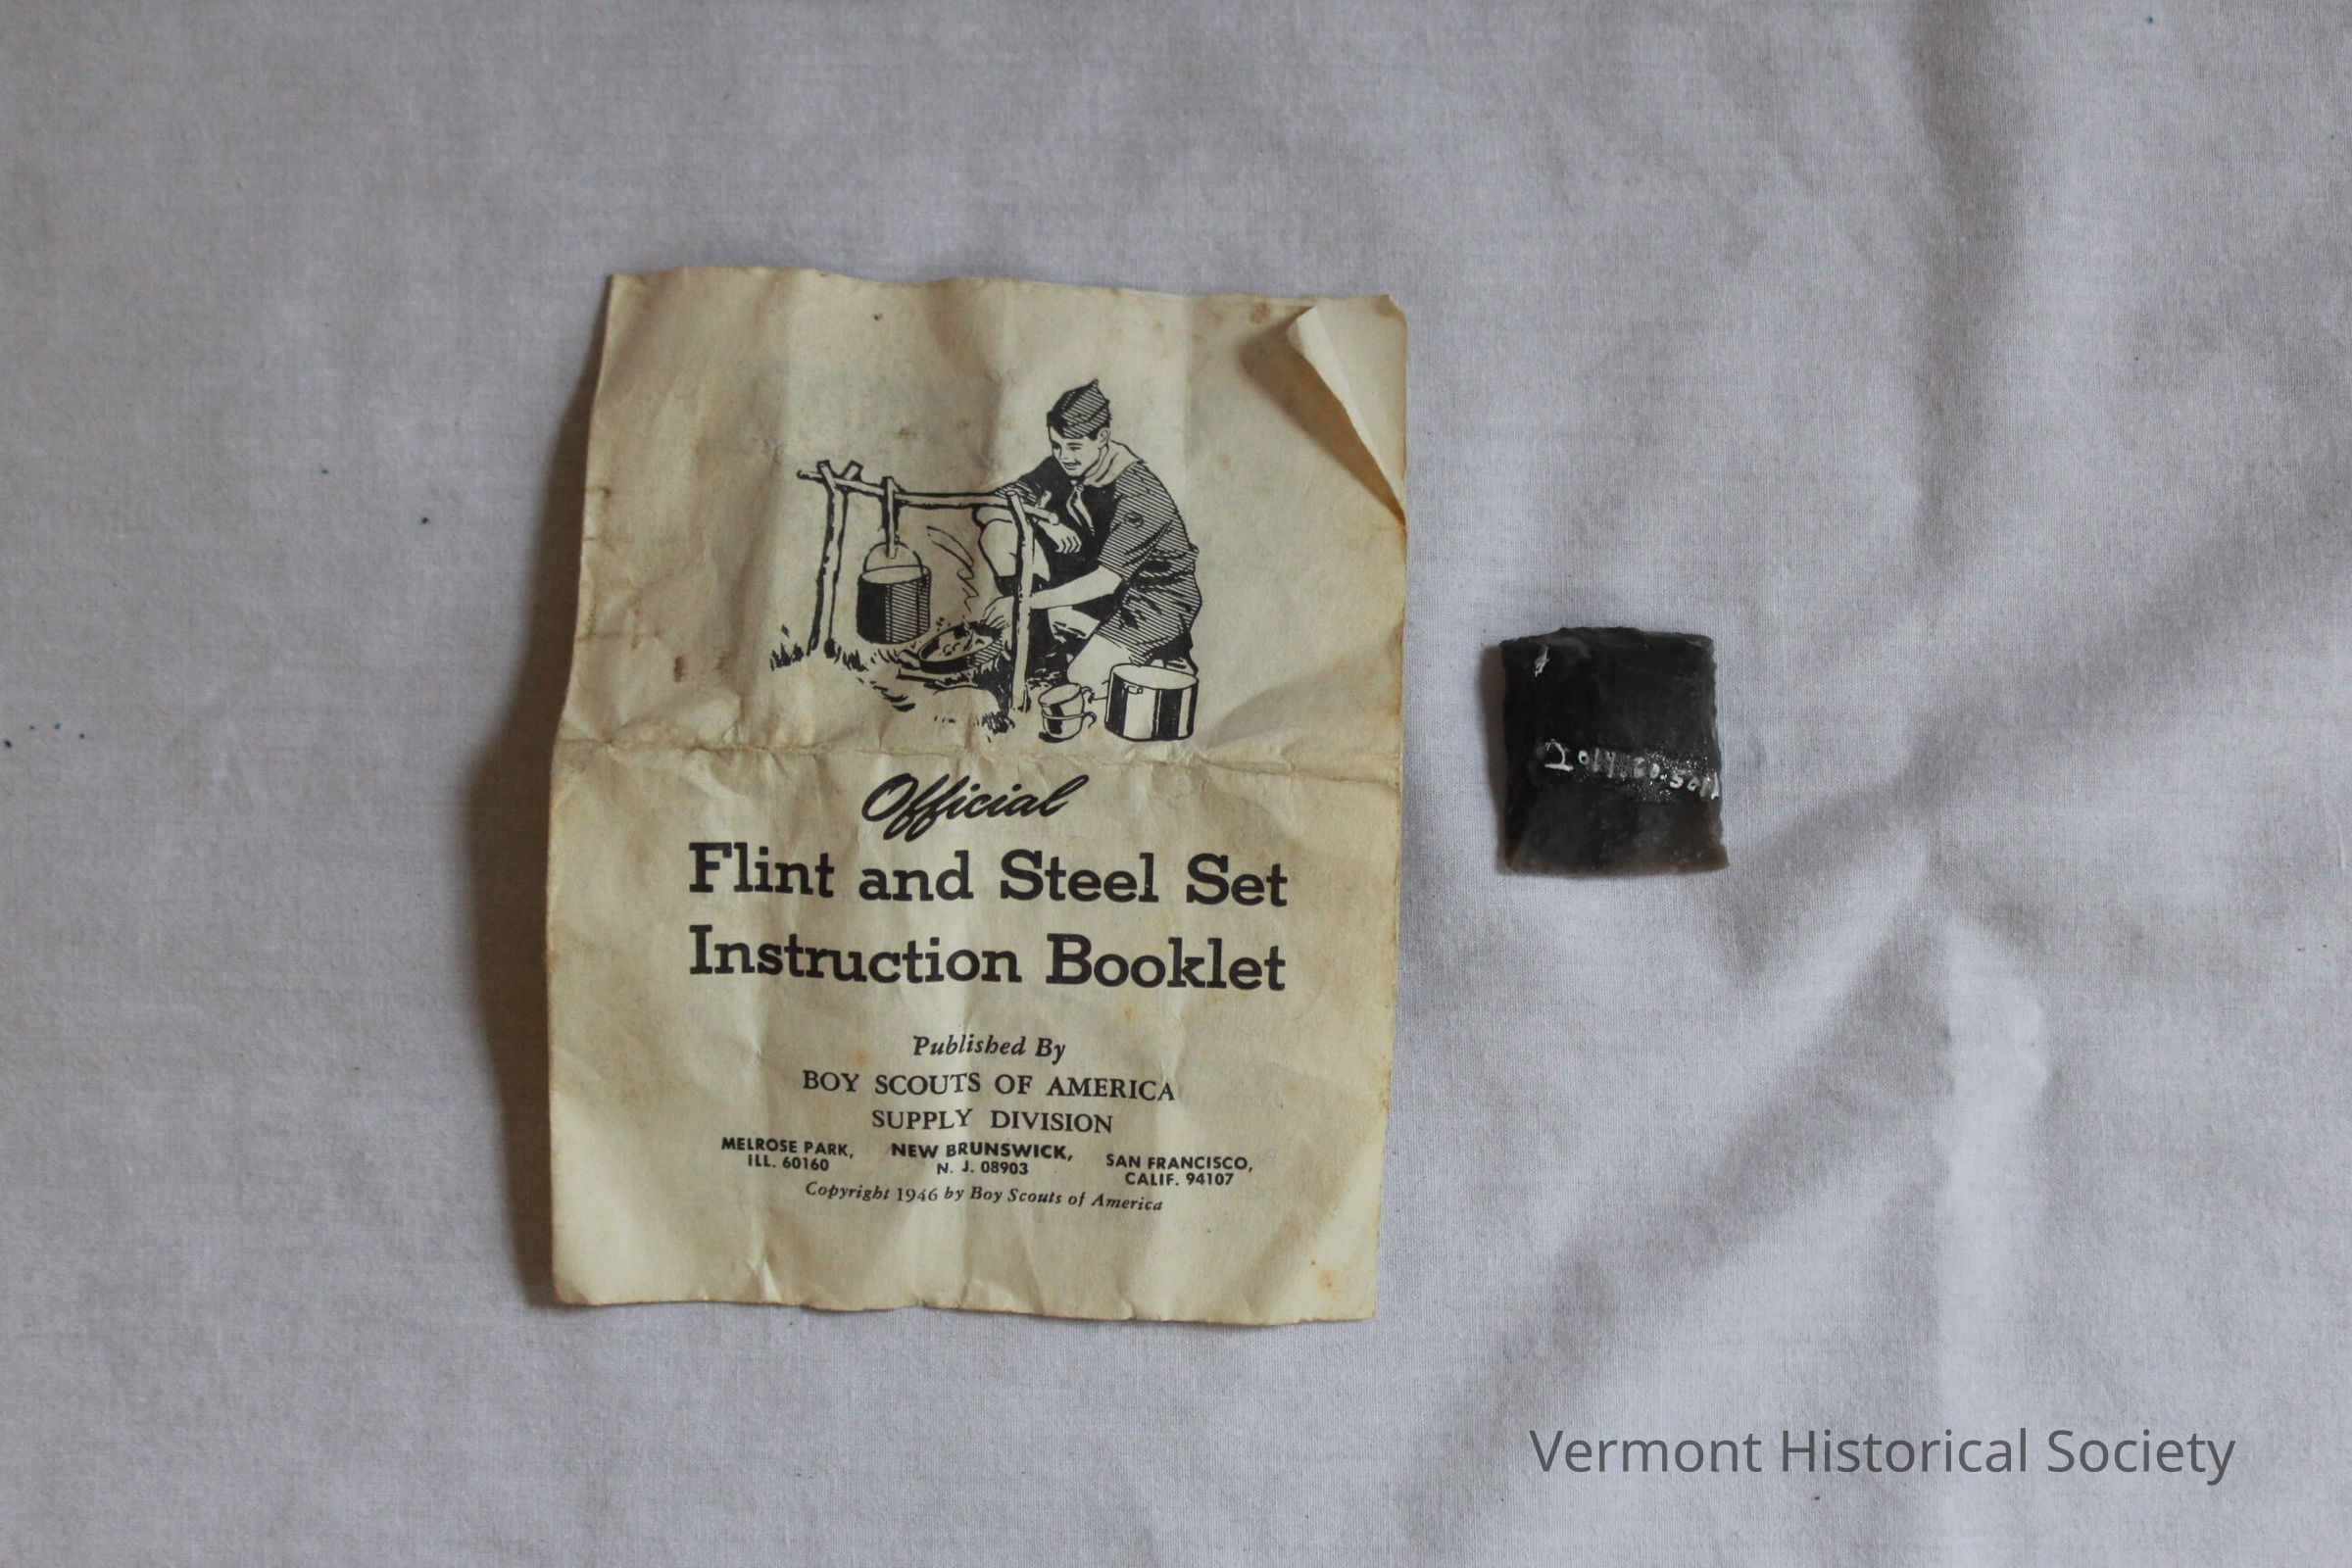 Official
Flint and Steel Set
Instruction Booklet
Published By
BOY SCOUTS OF AMERICA
SUPPLY DIVISION
MELROSE PARK,
ILL. 60160
NEW BRUNSWICK,
N. J. 08903
SAN FRANCISCO,
CALIF. 94107
Copyright 1946 by Boy Scouts of America
Vermont Historical Society